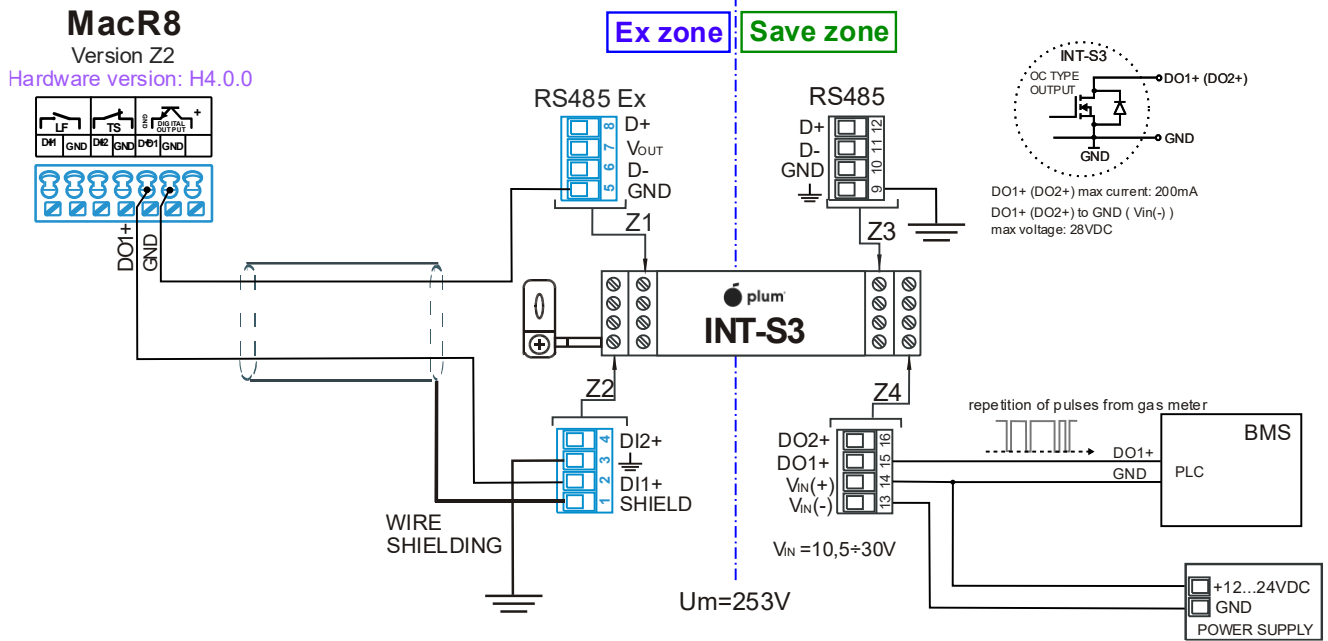 MacR8
Version Z2
Hardware version: H4.0.0
LF
TS
GND
DIGITAL
OUTPUT
+
GND
GND
GND
DO1+
GND
Ex zone
Save zone
RS485 Ex
D+
VOUT
D-
GND
8
7
6
5
Z1
RS485
D+
D-
GND
12
11
10
9
Z3
INT-S3
OC TYPE
OUTPUT
DO1+ (DO2+)
GND
GND
DO1+ (DO2+) max current: 200mA
DO1+ (DO2+) to GND ( Vin(-) )
max voltage: 28VDC
plum
INT-S3
Z2
DI2+
DI1+
SHIELD
4
3
2
1
WIRE
SHIELDING
Z4
DO2+
DO1+
VIN(+)
VIN(-)
16
15
14
13
VIN =10,5÷30V
Um=253V
repetition of pulses from gas meter
DO1+
GND
BMS
PLC
+12...24VDC
GND
POWER SUPPLY